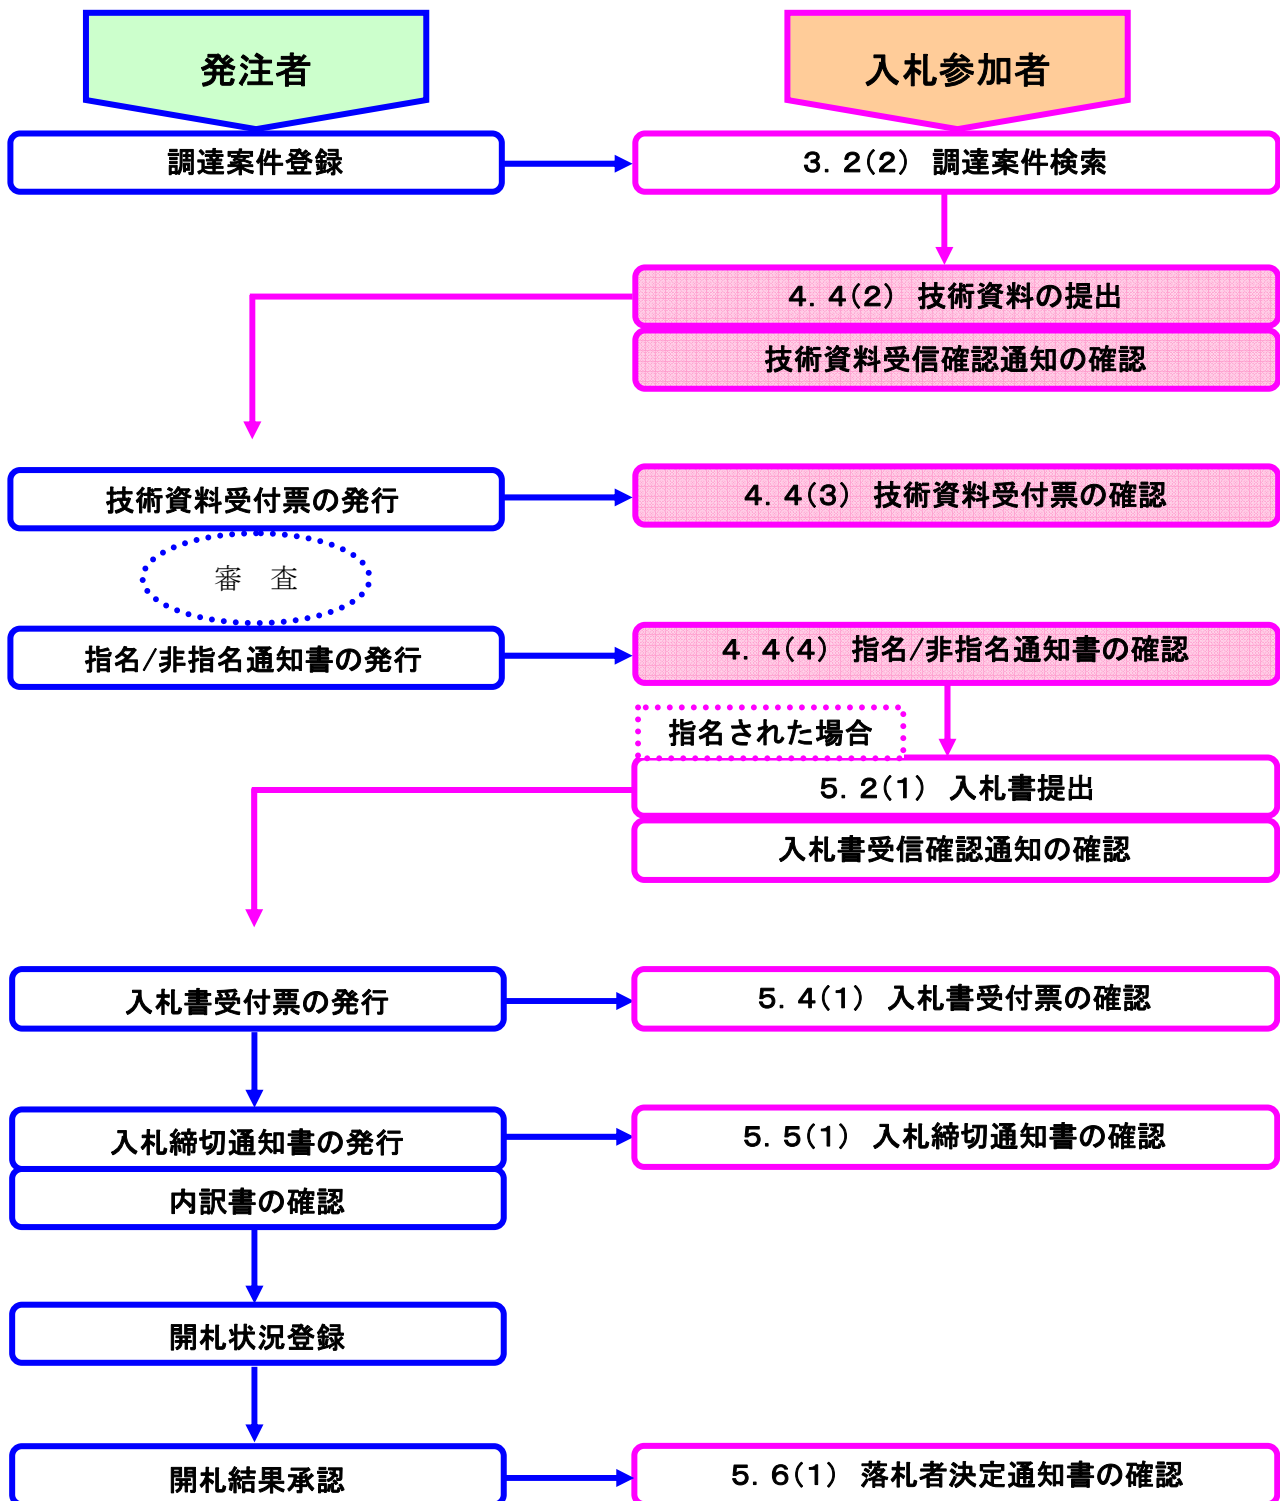 発注者
入札参加者
調達案件登録
３．２(２) 調達案件検索
４．４(２) 技術資料の提出
技術資料受信確認通知の確認
技術資料受付票の発行
４．４(３) 技術資料受付票の確認
審 査
指名/非指名通知書の発行
４．４(４) 指名/非指名通知書の確認
指名された場合
５．２(１) 入札書提出
入札書受信確認通知の確認
入札書受付票の発行
５．４(１) 入札書受付票の確認
入札締切通知書の発行
５．５(１) 入札締切通知書の確認
内訳書の確認
開札状況登録
開札結果承認
５．６(１) 落札者決定通知書の確認